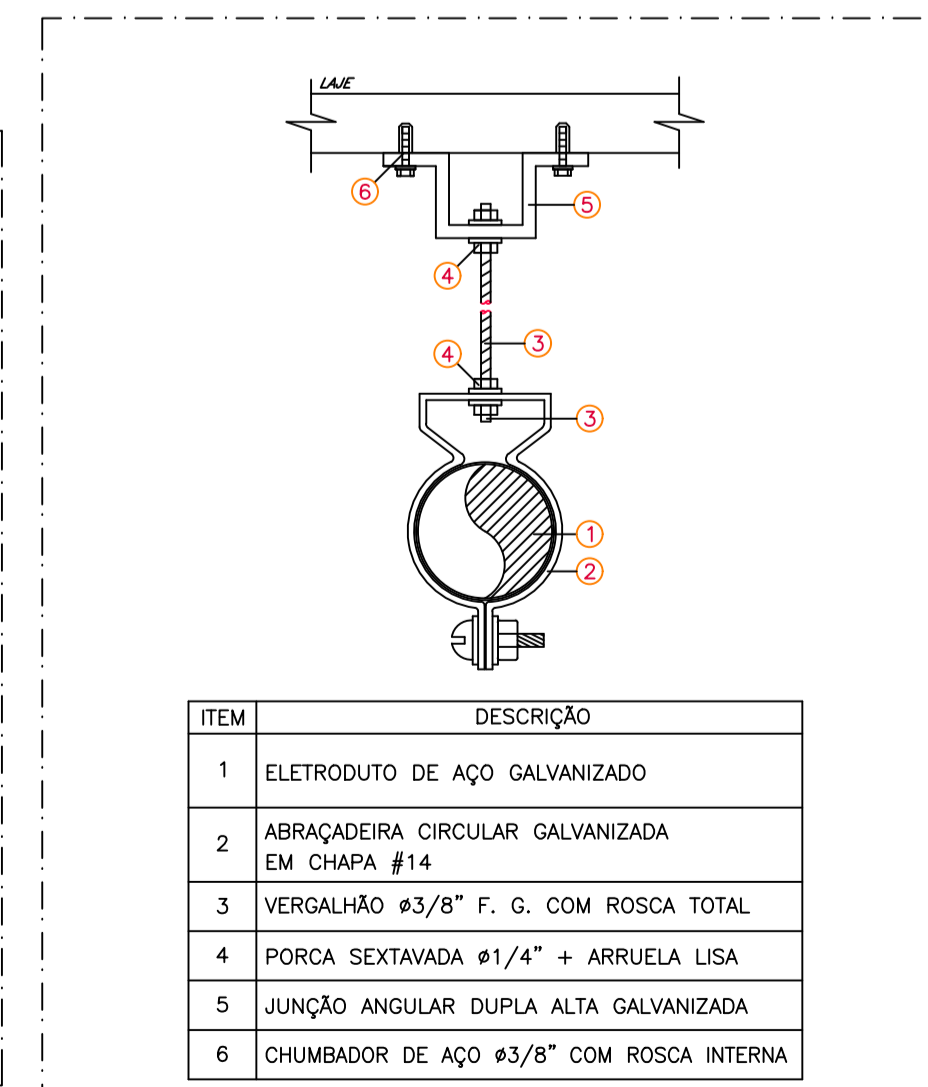 LAJE
6
5
4
3
4
3
1
2
ITEM DESCRIÇÃO
1 ELETRODUTO DE AÇO GALVANIZADO
2 ABRAÇADEIRA CIRCULAR GALVANIZADA
EM CHAPA #14
3 VERGALHÃO ø3/8" F. G. COM ROSCA TOTAL
4 PORCA SEXTAVADA ø1/4" + ARRUELA LISA
5 JUNÇÃO ANGULAR DUPLA ALTA GALVANIZADA
6 CHUMBADOR DE AÇO ø3/8" COM ROSCA INTERNA